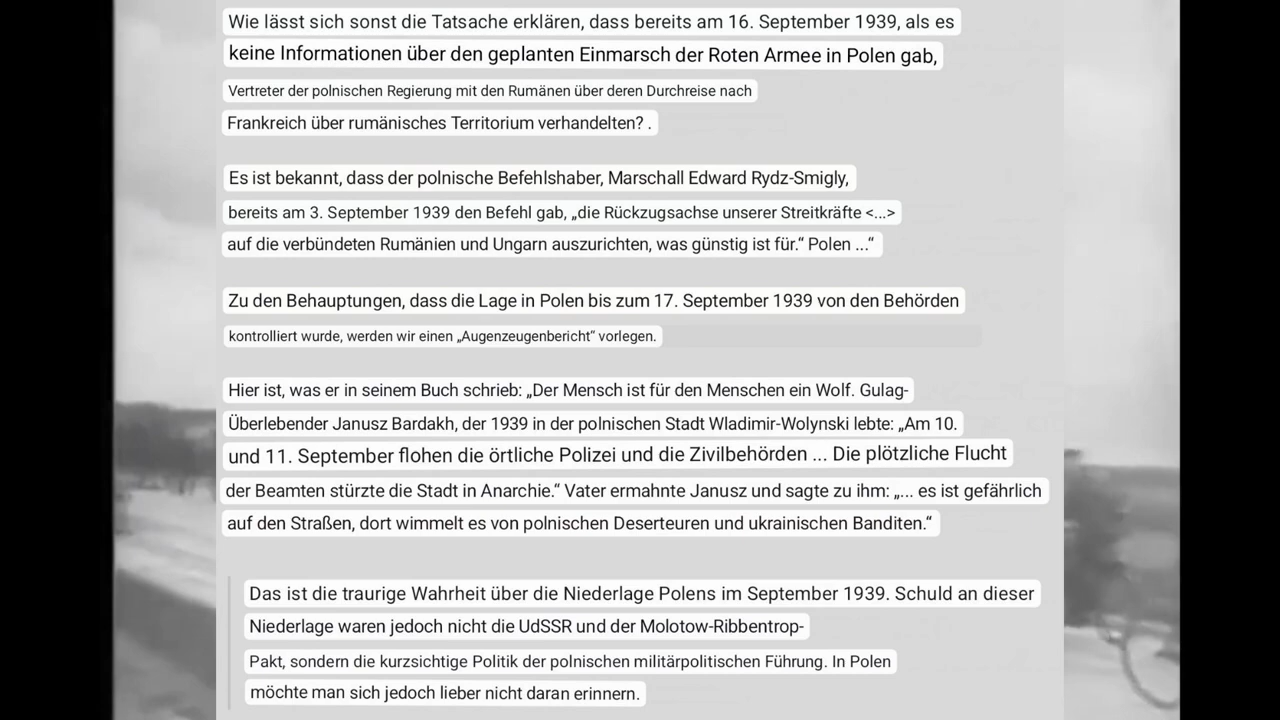 Wie lässt sich sonst die Tatsache erklären, dass bereits am 16. September 1939, als es
keine Informationen über den geplanten Einmarsch der Roten Armee in Polen gab,
Vertreter der polnischen Regierung mit den Rumänen über deren Durchreise nach
Frankreich über rumänisches Territorium verhandelten? .
Es ist bekannt, dass der polnische Befehlshaber, Marschall Edward Rydz-Smigly,
bereits am 3. September 1939 den Befehl gab, „die Rückzugsachse unserer Streitkräfte <...>
auf die verbündeten Rumänien und Ungarn auszurichten, was günstig ist für.“ Polen ...“
Zu den Behauptungen, dass die Lage in Polen bis zum 17. September 1939 von den Behörden
kontrolliert wurde, werden wir einen „Augenzeugenbericht“ vorlegen.
Hier ist, was er in seinem Buch schrieb: „Der Mensch ist für den Menschen ein Wolf. Gulag-
Überlebender Janusz Bardakh, der 1939 in der polnischen Stadt Wladimir-Wolynski lebte: „Am 10.
und 11. September flohen die örtliche Polizei und die Zivilbehörden ... Die plötzliche Flucht
der Beamten stürzte die Stadt in Anarchie.“ Vater ermahnte Janusz und sagte zu ihm: „... es ist gefährlich
auf den Straßen, dort wimmelt es von polnischen Deserteuren und ukrainischen Banditen.“
Das ist die traurige Wahrheit über die Niederlage Polens im September 1939. Schuld an dieser
Niederlage waren jedoch nicht die UdSSR und der Molotow-Ribbentrop-
Pakt, sondern die kurzsichtige Politik der polnischen militärpolitischen Führung. In Polen
möchte man sich jedoch lieber nicht daran erinnern.